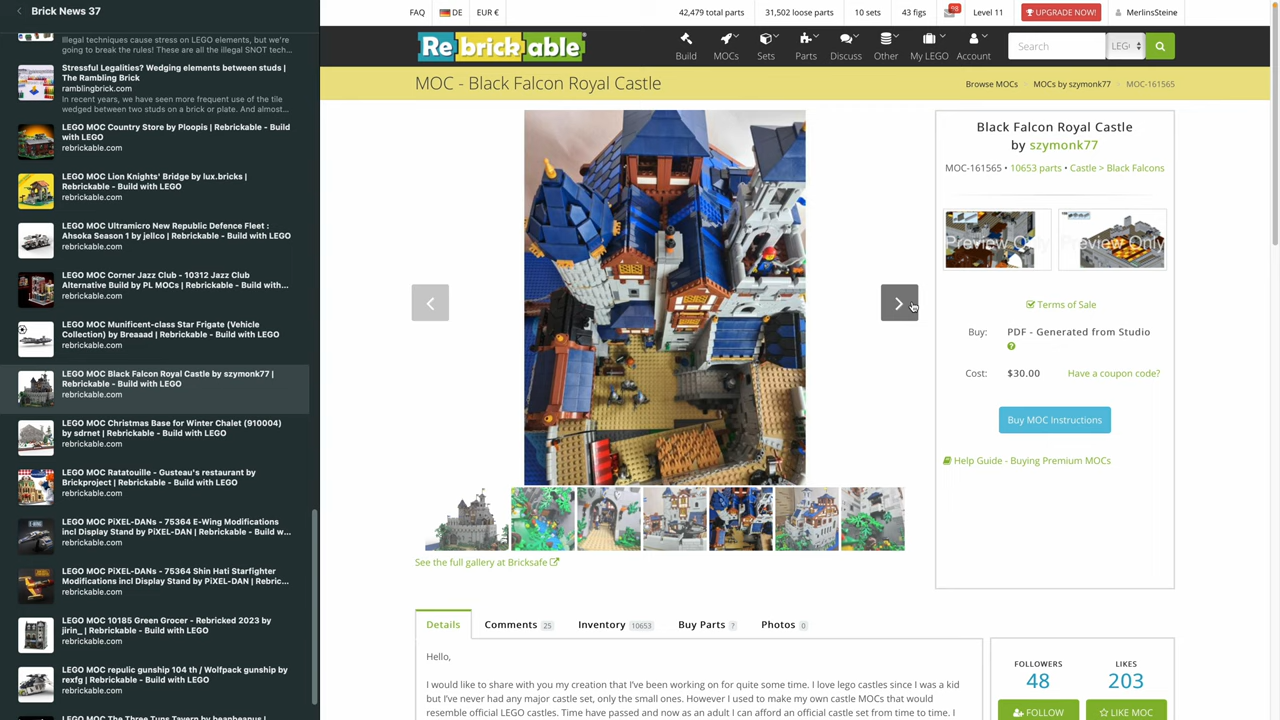 Brick News 37
Illegal techniques cause stress on LEGO elements, but we're
going to break the rules! These are all the illegal SNOT tech...
Stressful Legalities? Wedging elements between studs |
The Rambling Brick
ramblingbrick.com
In recent years, we have seen more frequent use of the tile
wedged between two studs on a brick or plate. And almost...
LEGO MOC Country Store by Ploopis | Rebrickable - Build
with LEGO
rebrickable.com
LEGO MOC Lion Knights' Bridge by lux.bricks |
Rebrickable - Build with LEGO
rebrickable.com
LEGO MOC Ultramicro New Republic Defence Fleet :
Ahsoka Season 1 by jellco | Rebrickable - Build with LEGO
rebrickable.com
LEGO MOC Corner Jazz Club - 10312 Jazz Club
Alternative Build by PL MOCs | Rebrickable - Build with...
rebrickable.com
LEGO MOC Munificent-class Star Frigate (Vehicle
Collection) by Breaaad | Rebrickable - Build with LEGO
rebrickable.com
LEGO MOC Black Falcon Royal Castle by szymonk77 |
Rebrickable - Build with LEGO
rebrickable.com
LEGO MOC Christmas Base for Winter Chalet (910004)
by sdrnet | Rebrickable - Build with LEGO
rebrickable.com
LEGO MOC Ratatouille - Gusteau's restaurant by
Brickproject | Rebrickable - Build with LEGO
rebrickable.com
LEGO MOC PiXEL-DANs - 75364 E-Wing Modifications
incl Display Stand by PiXEL-DAN | Rebrickable - Build w...
rebrickable.com
LEGO MOC PiXEL-DANs - 75364 Shin Hati Starfighter
Modifications incl Display Stand by PiXEL-DAN | Rebric...
rebrickable.com
LEGO MOC 10185 Green Grocer - Rebricked 2023 by
jirin_ | Rebrickable - Build with LEGO
rebrickable.com
LEGO MOC repulic gunship 104 th / Wolfpack gunship by
rexfg | Rebrickable - Build with LEGO
rebrickable.com
LEGO MOC The Three Tuns Tavern by beanbeanus |
FAQ DE EUR € 42,479 total parts 31,502 loose parts 10 sets 43 figs Level 11 UPGRADE NOW! MerlinsSteine
Rebrickable
Build MOCs Sets Parts Discuss Other My LEGO Account Search
MOC - Black Falcon Royal Castle
Browse MOCs MOCs by szymonk77 MOC-161565
Black Falcon Royal Castle
by szymonk77
MOC-161565 • 10653 parts • Castle > Black Falcons
Preview Only Preview Only
Terms of Sale
Buy: PDF - Generated from Studio
Cost: $30.00 Have a coupon code?
Buy MOC Instructions
Help Guide - Buying Premium MOCs
See the full gallery at Bricksafe
Details Comments 25 Inventory 10653 Buy Parts ? Photos 0
Hello,
I would like to share with you my creation that I've been working on for quite some time. I love lego castles since I was a kid
but I've never had any major castle set, only the small ones. However I used to make my own castle MOCs that would
resemble official LEGO castles. Time have passed and now as an adult I can afford an official castle set from time to time. I
FOLLOWERS LIKES
48 203
FOLLOW LIKE MOC